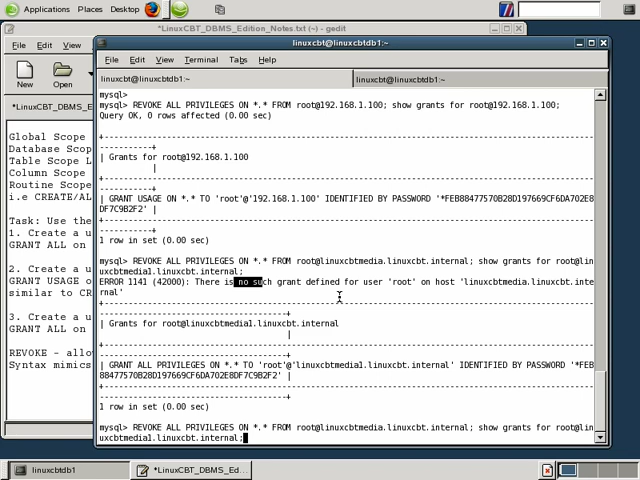 Applications Places Desktop
*LinuxCBT_DBMS_Edition_Notes.txt (~) - gedit
File Edit View
New Open
*LinuxCBT_DBMS_E
Global Scope
Database Scop
Table Scope L
Column Scope
Routine Scope
i.e CREATE/AL
Task: Use the
1. Create a u
GRANT ALL on
2. Create a u
GRANT USAGE o
similar to CR
3. Create a u
GRANT ALL on
REVOKE - allow
Syntax mimics
linuxcbt@linuxcbtdb1:~
File Edit View Terminal Tabs Help
linuxcbt@linuxcbtdb1:~ linuxcbt@linuxcbtdb1:~
mysql>
mysql> REVOKE ALL PRIVILEGES ON *.* FROM root@192.168.1.100; show grants for root@192.168.1.100;
Query OK, 0 rows affected (0.00 sec)
| Grants for root@192.168.1.100
|
| GRANT USAGE ON *.* TO 'root'@'192.168.1.100' IDENTIFIED BY PASSWORD '*FEB88477570B28D197669CF6DA702E8
DF7C9B2F2' |
1 row in set (0.00 sec)
mysql> REVOKE ALL PRIVILEGES ON *.* FROM root@linuxcbtmedia.linuxcbt.internal; show grants for root@lin
uxcbtmedia1.linuxcbt.internal;
ERROR 1141 (42000): There is no such grant defined for user 'root' on host 'linuxcbtmedia.linuxcbt.inte
rnal'
| Grants for root@linuxcbtmedia1.linuxcbt.internal
|
| GRANT ALL PRIVILEGES ON *.* TO 'root'@'linuxcbtmedia1.linuxcbt.internal' IDENTIFIED BY PASSWORD '*FEB
88477570B28D197669CF6DA702E8DF7C9B2F2' |
1 row in set (0.00 sec)
mysql> REVOKE ALL PRIVILEGES ON *.* FROM root@linuxcbtmedia.linuxcbt.internal; show grants for root@lin
uxcbtmedia1.linuxcbt.internal;
linuxcbtdb1 *LinuxCBT_DBMS_Ed...